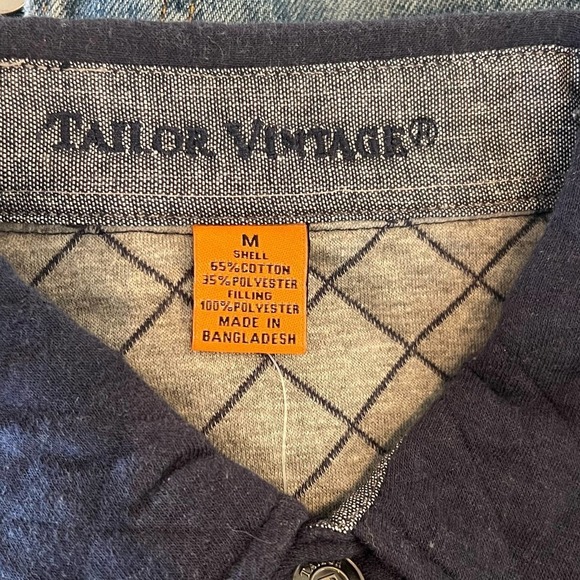 TAILOR VINTAGE®
M
SHELL
65%COTTON
35%POLYESTER
FILLING
100%POLYESTER
MADE IN
BANGLADESH